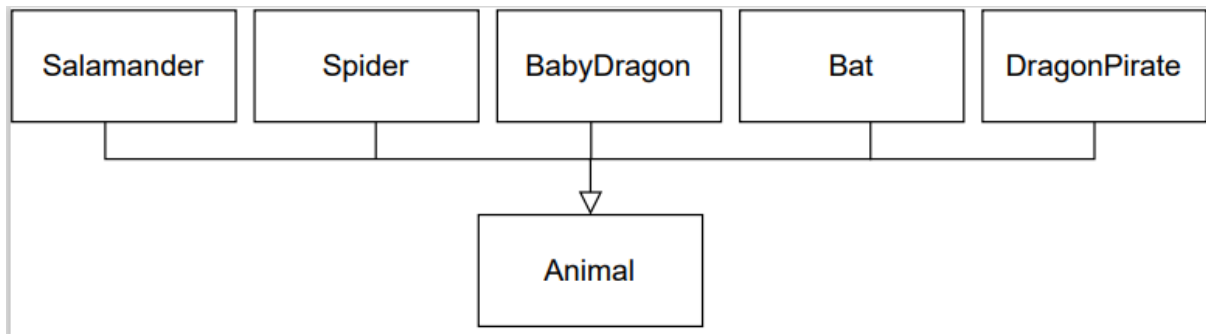 Salamander
Spider
BabyDragon
Bat
DragonPirate
Animal